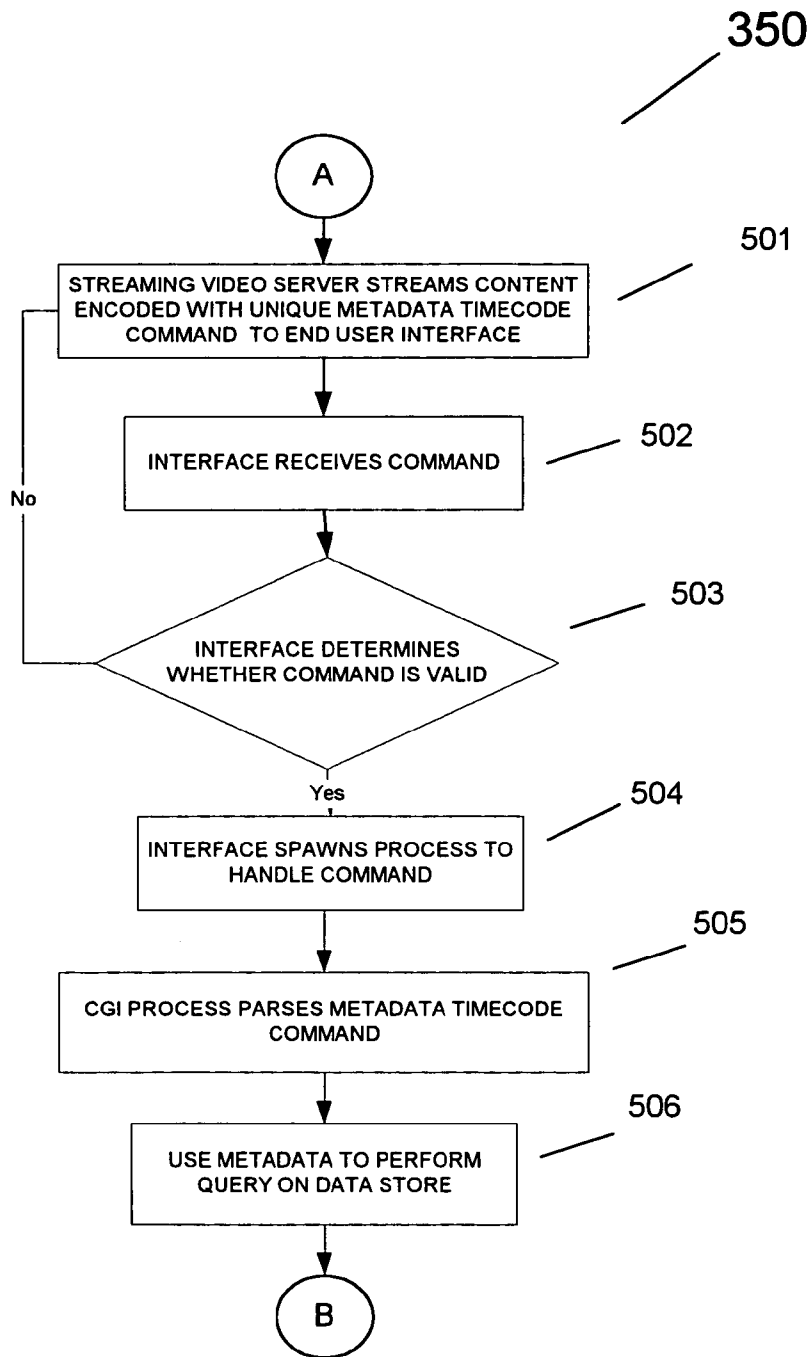 350
A
501
STREAMING VIDEO SERVER STREAMS CONTENT
ENCODED WITH UNIQUE METADATA TIMECODE
COMMAND TO END USER INTERFACE
502
INTERFACE RECEIVES COMMAND
No
503
INTERFACE DETERMINES
WHETHER COMMAND IS VALID
Yes
504
INTERFACE SPAWNS PROCESS TO
HANDLE COMMAND
505
CGI PROCESS PARSES METADATA TIMECODE
COMMAND
506
USE METADATA TO PERFORM
QUERY ON DATA STORE
B